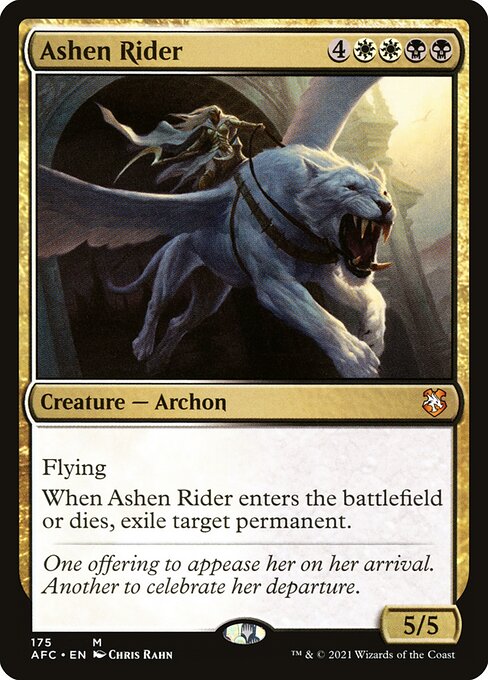 Ashen Rider 4
Creature — Archon
Flying
When Ashen Rider enters the battlefield
or dies, exile target permanent.
One offering to appease her on her arrival.
Another to celebrate her departure.
5/5
175 M
AFC • EN Chris Rahn
™ & © 2021 Wizards of the Coast